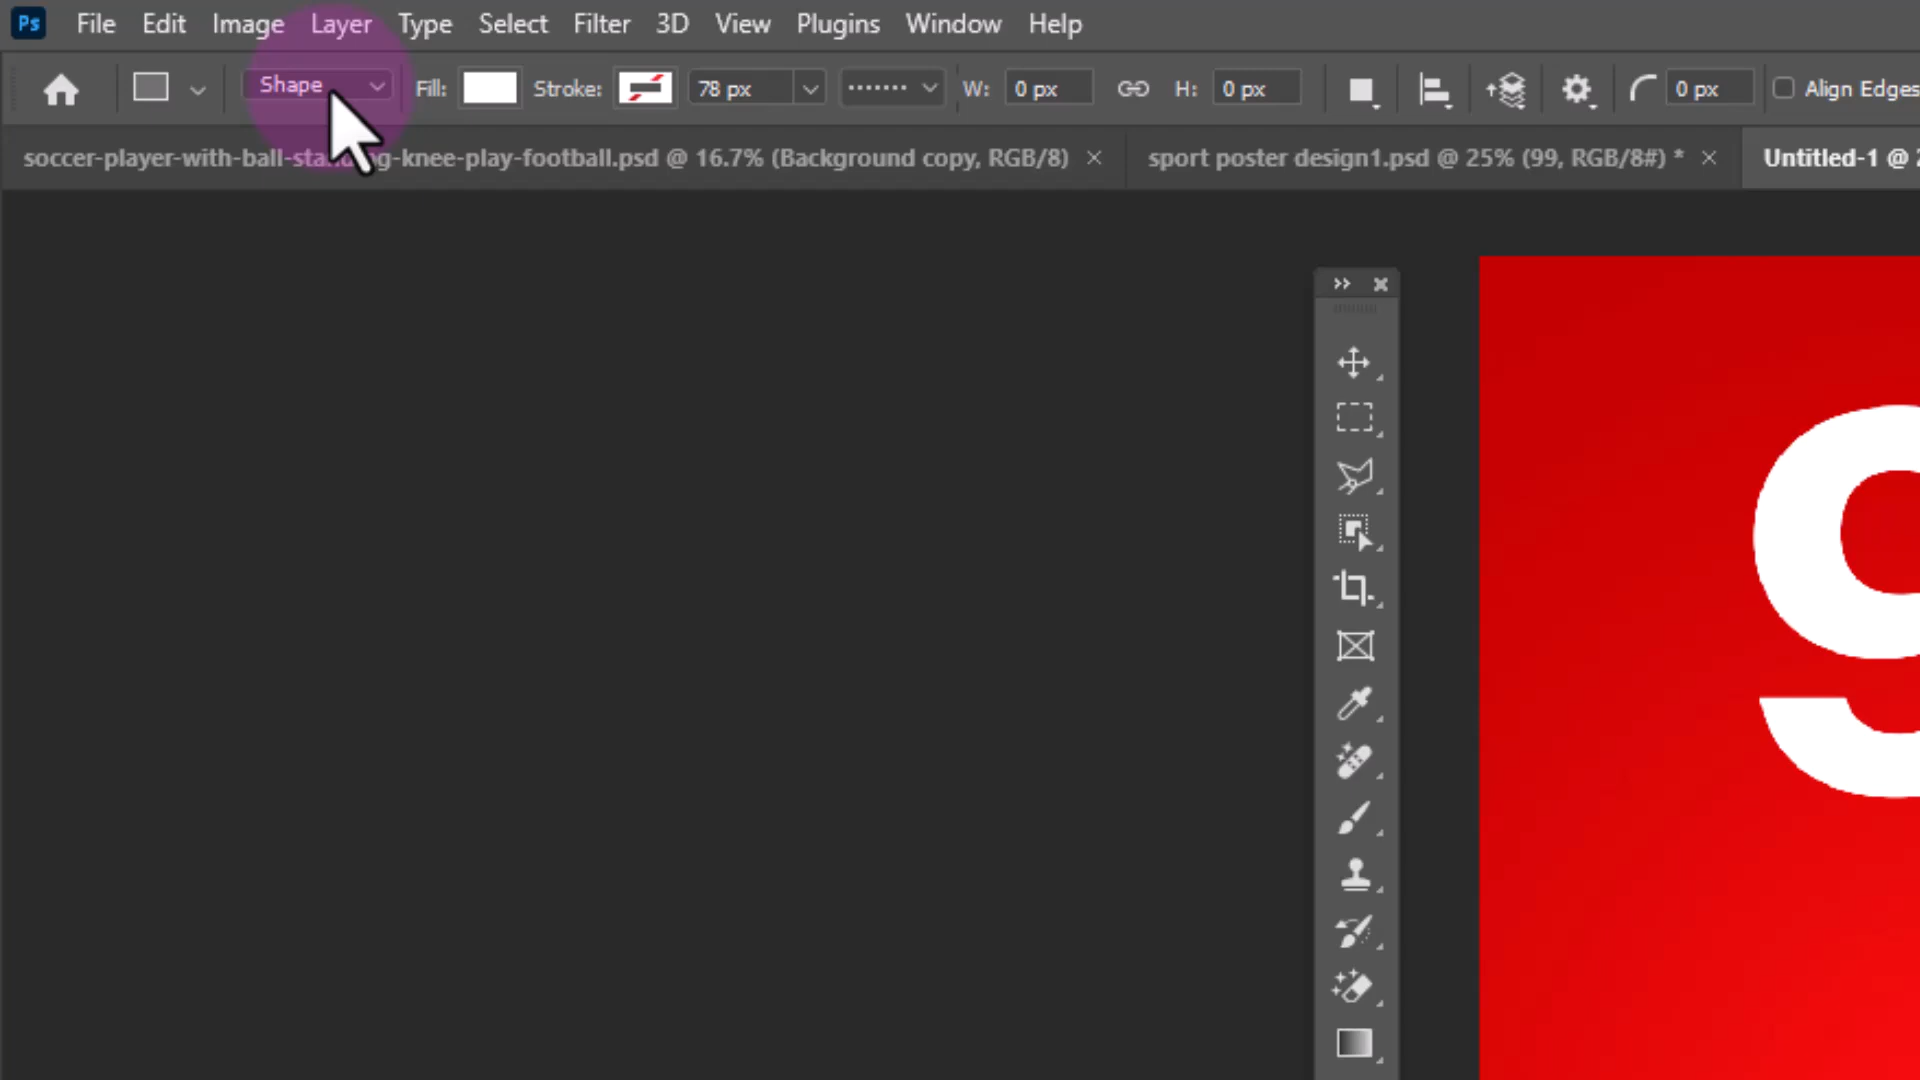 Ps File Edit Image Layer Type Select Filter 3D View Plugins Window Help
Shape Fill: Stroke: 78 px W: 0 px H: 0 px 0 px Align Edges
soccer-player-with-ball-standing-knee-play-football.psd @ 16.7% (Background copy, RGB/8) × sport poster design1.psd @ 25% (99, RGB/8#) * × Untitled-1 @
9